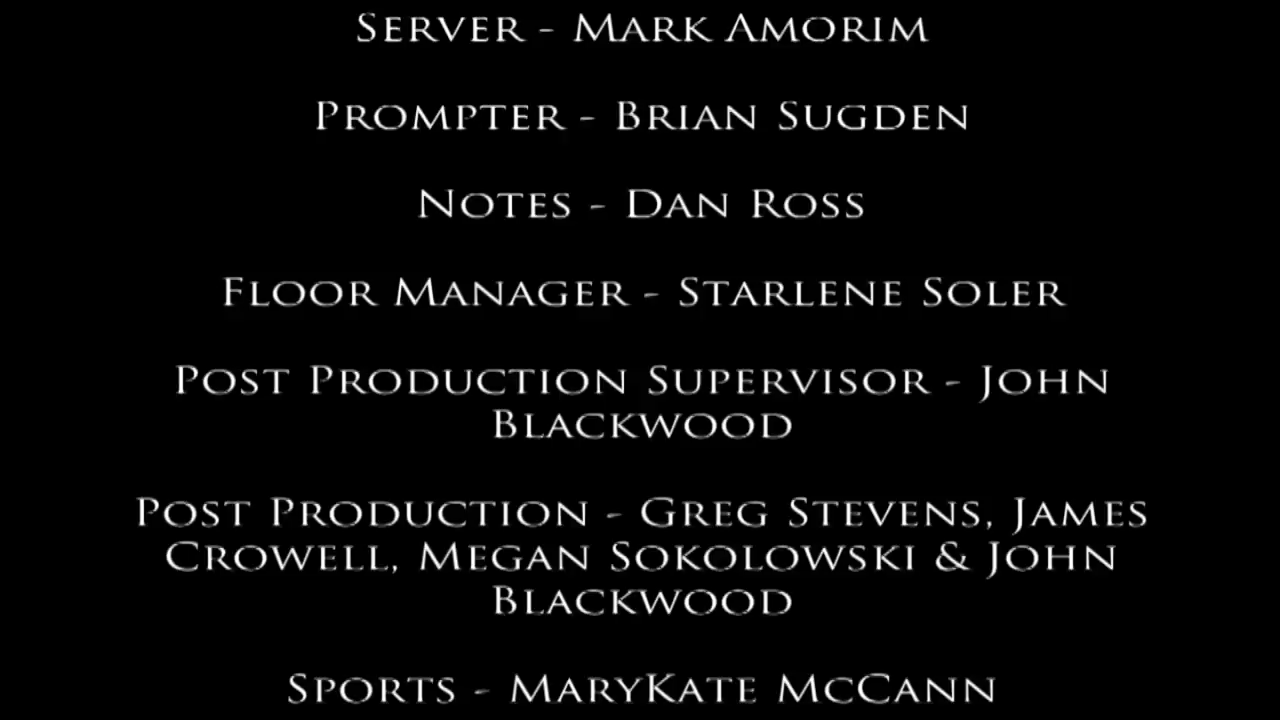 Server - Mark Amorim
Prompter - Brian Sugden
Notes - Dan Ross
Floor Manager - Starlene Soler
Post Production Supervisor - John
Blackwood
Post Production - Greg Stevens, James
Crowell, Megan Sokolowski & John
Blackwood
Sports - MaryKate McCann